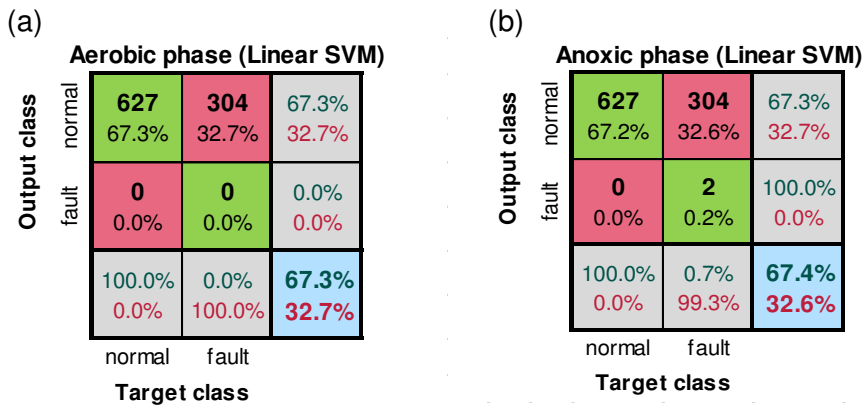 (a)
Aerobic phase (Linear SVM)
Output class
normal
fault
627
67.3%
304
32.7%
67.3%
32.7%
0
0.0%
0
0.0%
0.0%
0.0%
100.0%
0.0%
0.0%
100.0%
67.3%
32.7%
normal
fault
Target class
(b)
Anoxic phase (Linear SVM)
Output class
normal
fault
627
67.2%
304
32.6%
67.3%
32.7%
0
0.0%
2
0.2%
100.0%
0.0%
100.0%
0.0%
0.7%
99.3%
67.4%
32.6%
normal
fault
Target class